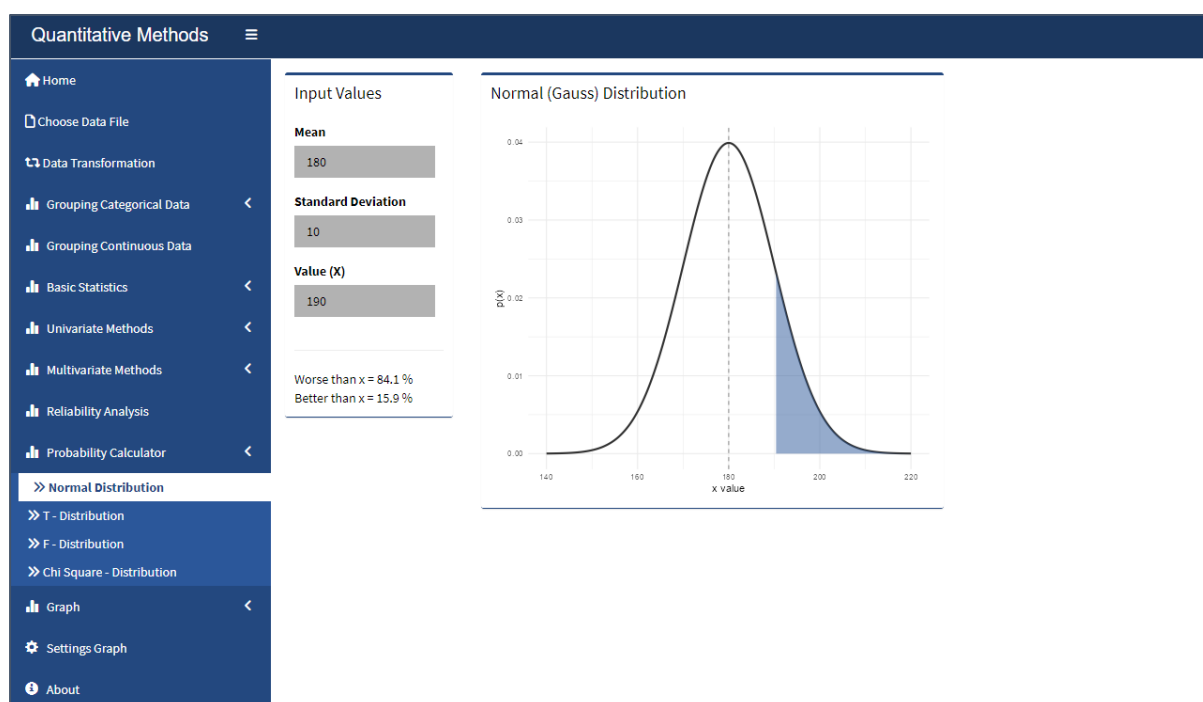 Quantitative Methods
Home
Choose Data File
Data Transformation
Grouping Categorical Data
Grouping Continuous Data
Basic Statistics
Univariate Methods
Multivariate Methods
Reliability Analysis
Probability Calculator
Normal Distribution
T - Distribution
F - Distribution
Chi Square - Distribution
Graph
Settings Graph
About
Input Values
Mean
180
Standard Deviation
10
Value (X)
190
Worse than x = 84.1 %
Better than x = 15.9 %
Normal (Gauss) Distribution
0.04
0.03
0.02
0.01
0.00
p(x)
140 160 180 200 220
x value